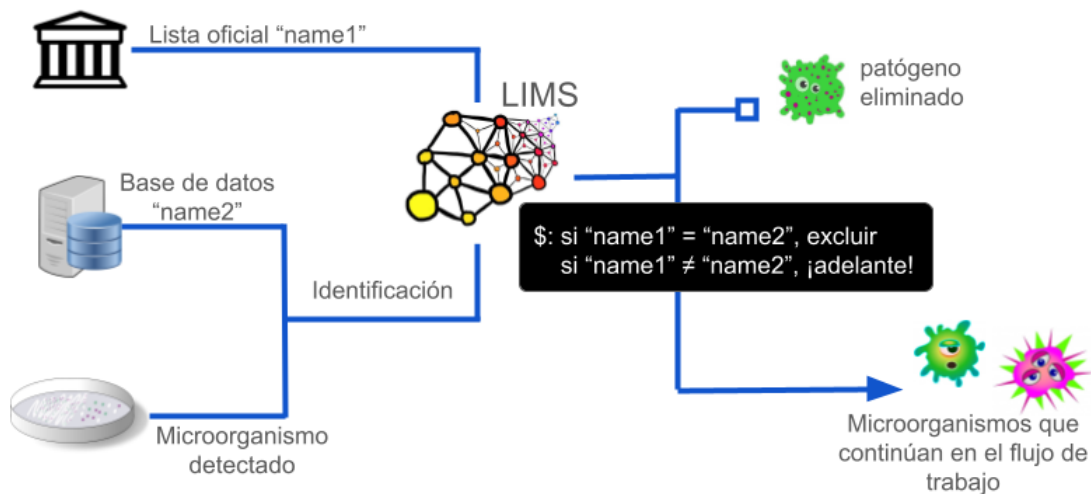 Lista oficial “name1”
LIMS
patógeno
eliminado
Base de datos
“name2”
$: si “name1” = “name2”, excluir
si “name1” ≠ “name2”, ¡adelante!
Identificación
Microorganismo
detectado
Microorganismos que
continúan en el flujo de
trabajo